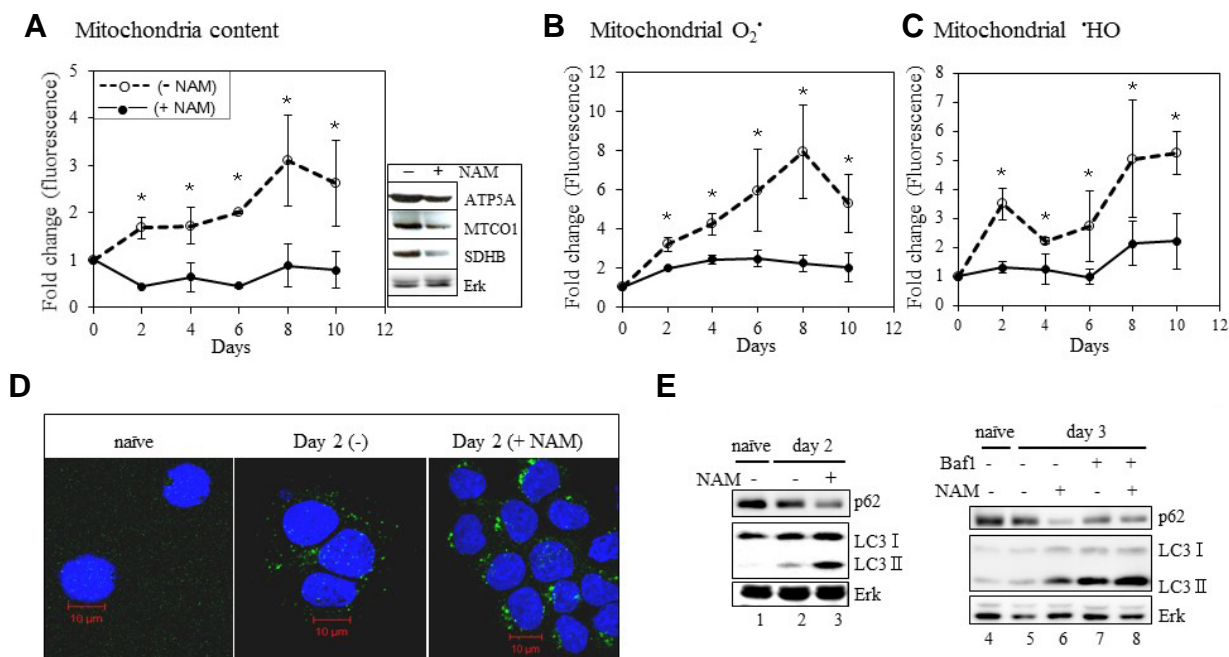 A Mitochondria content
Fold change (fluorescence)
5
4
3
2
1
0
(- NAM)
(+ NAM)
*
*
*
*
*
0 2 4 6 8 10 12
Days
– + NAM
ATP5A
MTCO1
SDHB
Erk
B Mitochondrial O₂˙
Fold change (Fluorescence)
12
10
8
6
4
2
0
*
*
*
*
*
0 2 4 6 8 10 12
Days
C Mitochondrial ˙HO
Fold change (Fluorescence)
8
7
6
5
4
3
2
1
0
*
*
*
*
*
0 2 4 6 8 10 12
Days
D
naïve Day 2 (-) Day 2 (+ NAM)
10 μm 10 μm 10 μm
E
naïve day 2
NAM - - +
p62
LC3 I
LC3 II
Erk
1 2 3
naïve day 3
Baf1 - - - + +
NAM - - + - +
p62
LC3 I
LC3 II
Erk
4 5 6 7 8